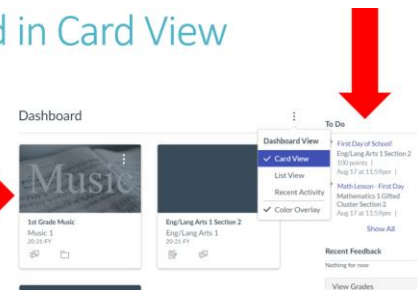 d in Card View
Dashboard
To Do
Dashboard View
Card View
List View
Recent Activity
Color Overlay
First Day of School!
Eng/Lang Arts 1 Section 2
100 points |
Aug 17 at 11:59pm |
Math Lesson - First Day
Mathematics 1 Gifted
Cluster Section 2
Aug 17 at 11:59pm |
Show All
Music
1st Grade Music
Music 1
20-21-FY
Eng/Lang Arts 1 Section 2
Eng/Lang Arts 1
20-21-FY
Recent Feedback
Nothing for now
View Grades